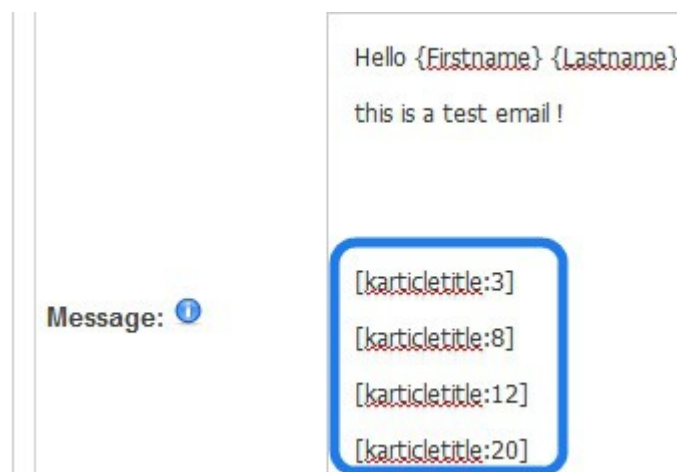 Hello {Firstname} {Lastname}
this is a test email !
Message:
[karticletitle:3]
[karticletitle:8]
[karticletitle:12]
[karticletitle:20]